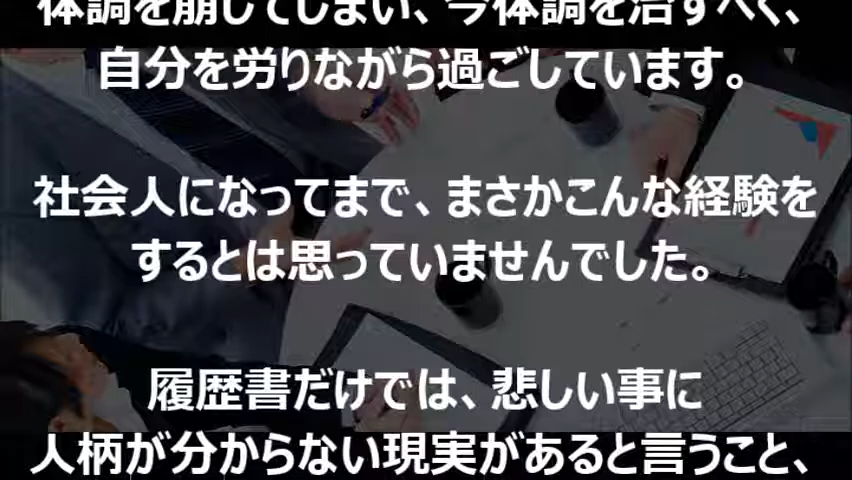 体調を崩してしまい、今体調を治すべく、
自分を労りながら過ごしています。
社会人になってまで、まさかこんな経験を
するとは思っていませんでした。
履歴書だけでは、悲しい事に
人柄が分からない現実があると言うこと、